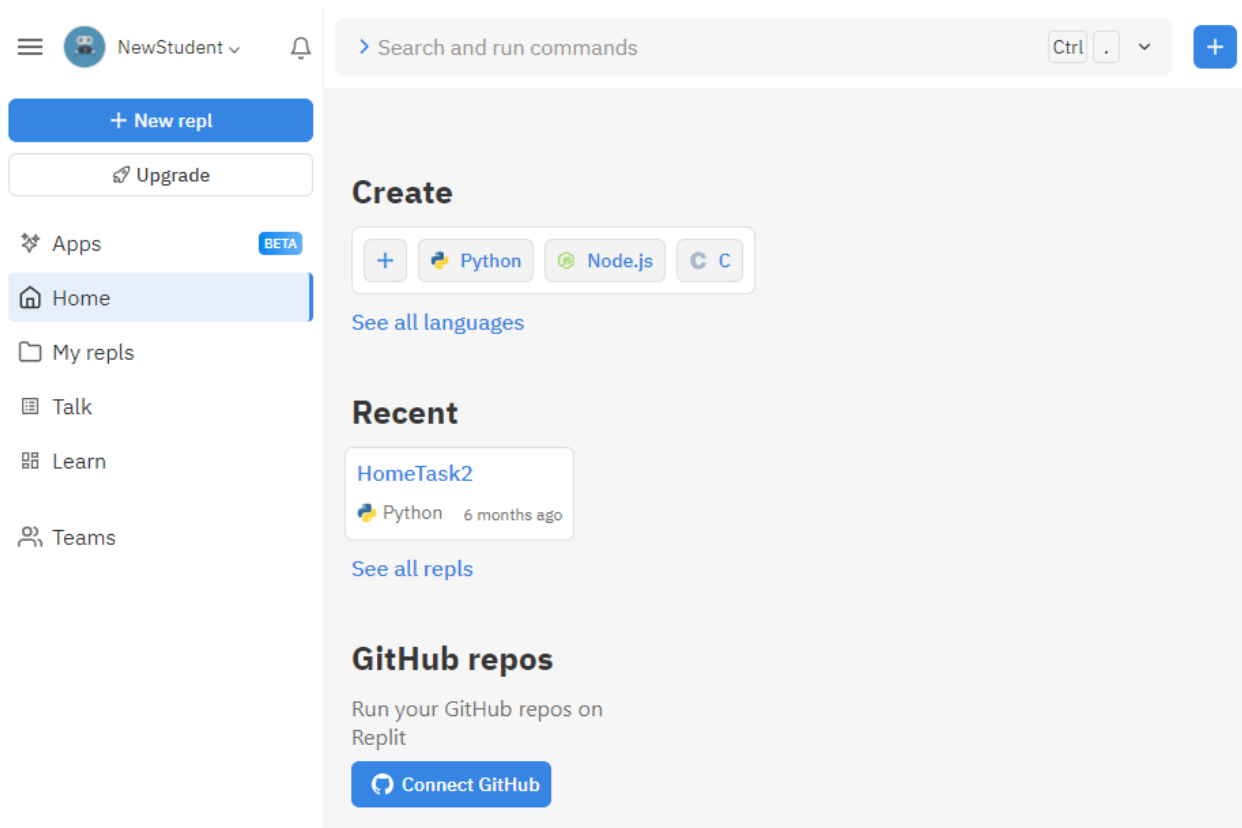 NewStudent
Search and run commands Ctrl .
+
+ New repl
Upgrade
Apps BETA
Home
My repls
Talk
Learn
Teams
Create
+ Python Node.js C C
See all languages
Recent
HomeTask2
Python 6 months ago
See all repls
GitHub repos
Run your GitHub repos on
Replit
Connect GitHub